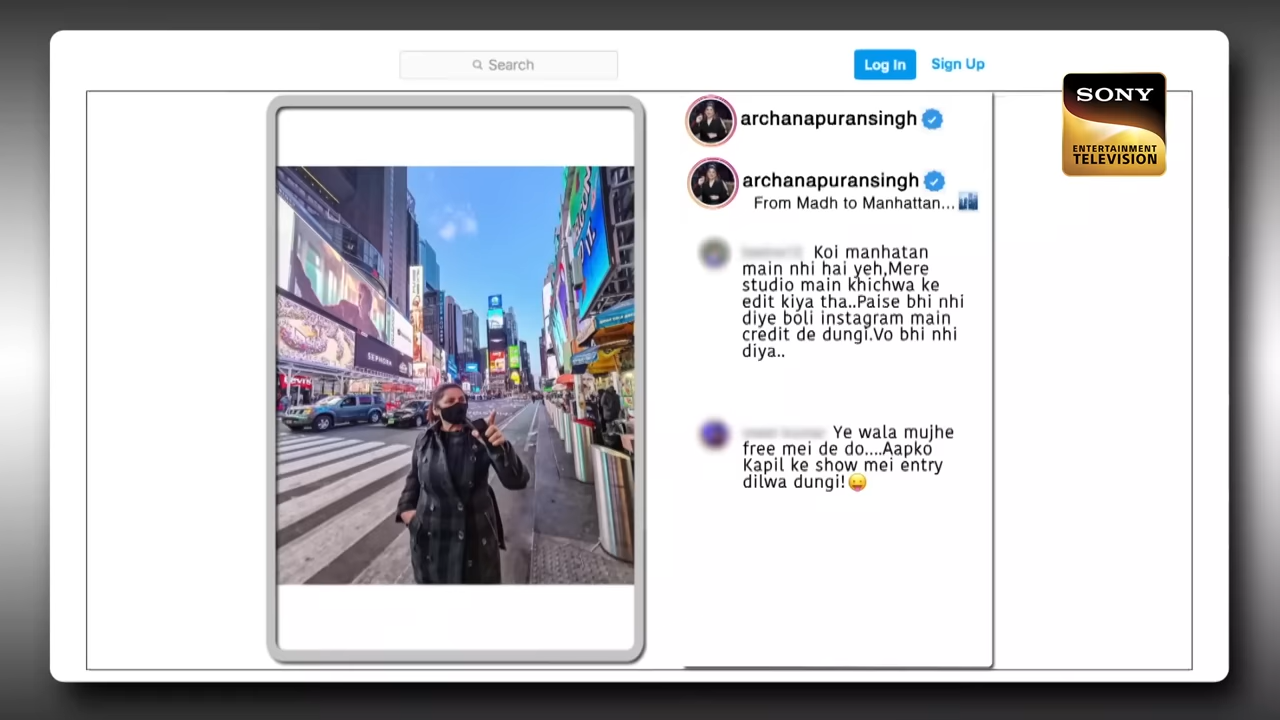 Search
Log In
Sign Up
SONY
ENTERTAINMENT
TELEVISION
archanapuransingh
archanapuransingh
From Madh to Manhattan...
Koi manhatan
main nhi hai yeh,Mere
studio main khichwa ke
edit kiya tha..Paise bhi nhi
diye boli instagram main
credit de dungi.Vo bhi nhi
diya..
Ye wala mujhe
free mei de do....Aapko
Kapil ke show mei entry
dilwa dungi!😛
SEPHORA
Levi's